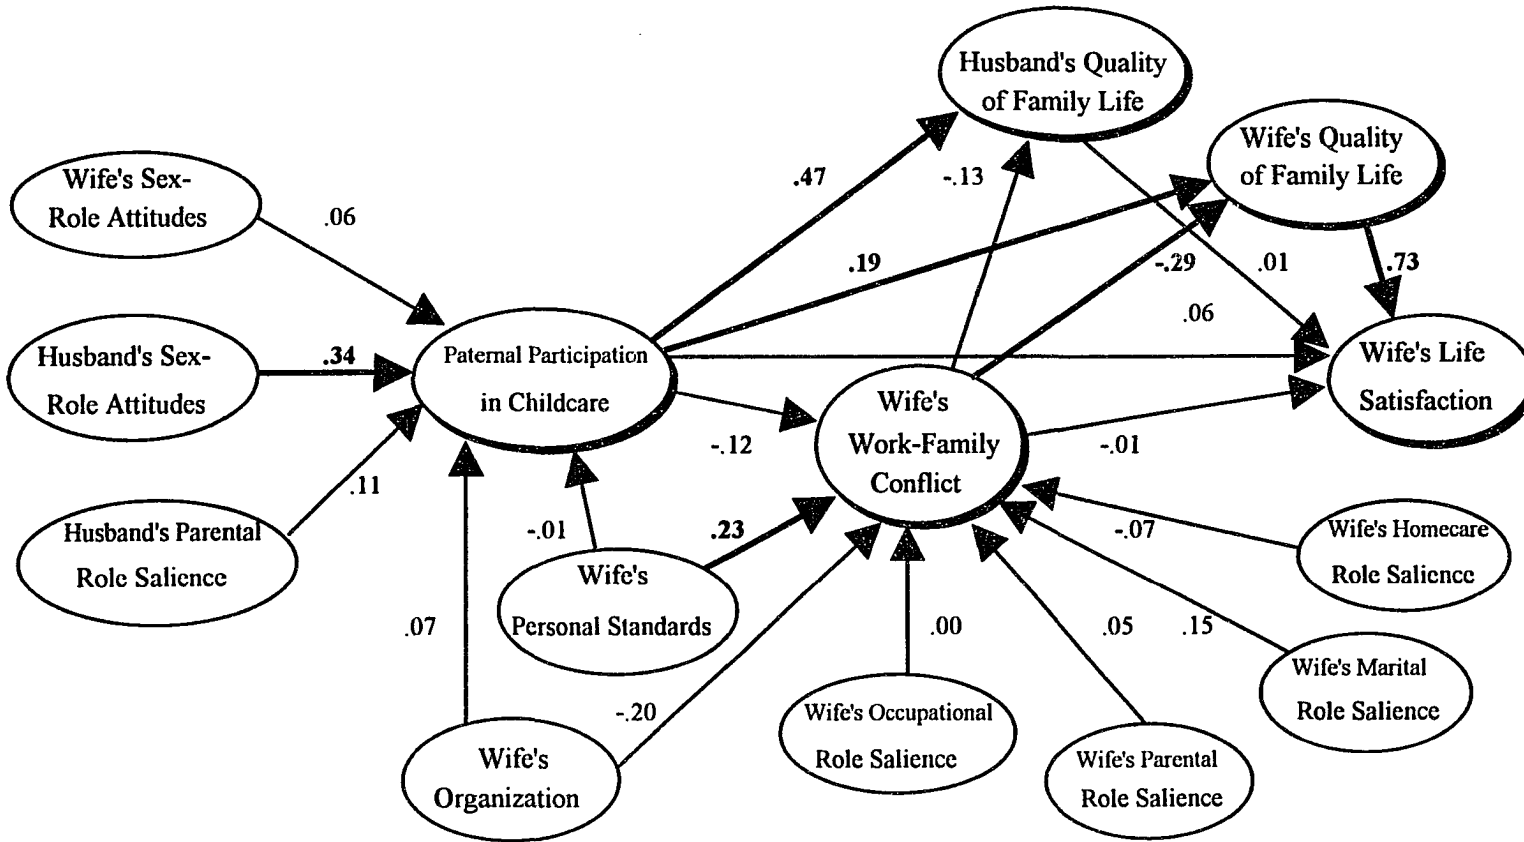 Husband's Quality
of Family Life
Wife's Quality
of Family Life
Wife's Sex-
Role Attitudes
.06
.47
-.13
.19
-.29
.01
.73
.06
Husband's Sex-
Role Attitudes
.34
Paternal Participation
in Childcare
Wife's Life
Satisfaction
Wife's
Work-Family
Conflict
-.12
-.01
.11
Husband's Parental
Role Salience
-.01
.23
-.07
Wife's Homecare
Role Salience
Wife's
Personal Standards
.07
.00
.05
.15
Wife's Marital
Role Salience
-.20
Wife's Occupational
Role Salience
Wife's
Organization
Wife's Parental
Role Salience